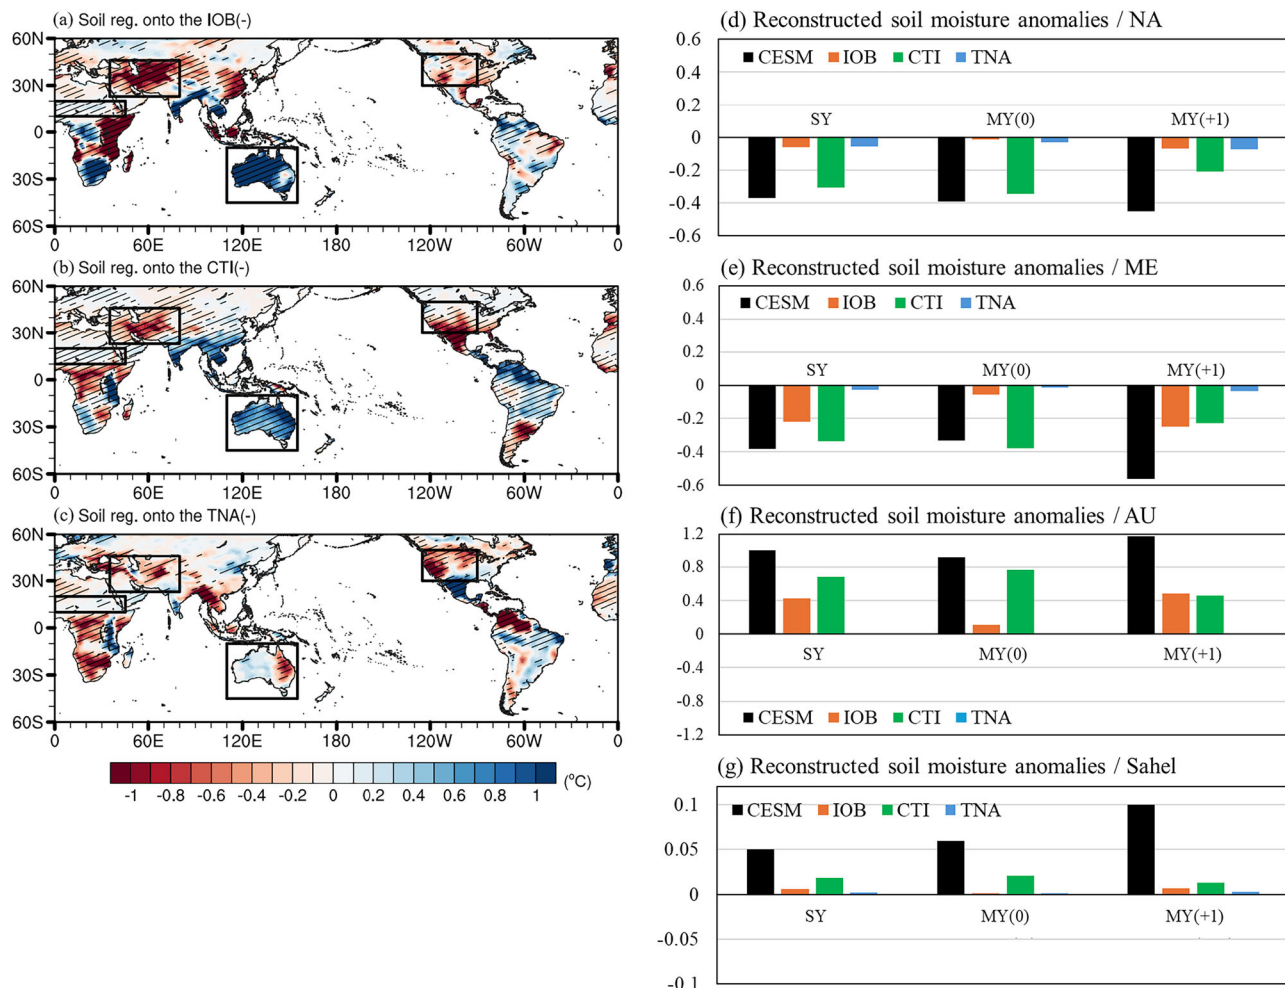 (a) Soil reg. onto the IOB(-)
60N
30N
0
30S
60S
0 60E 120E 180 120W 60W 0
(b) Soil reg. onto the CTI(-)
60N
30N
0
30S
60S
0 60E 120E 180 120W 60W 0
(c) Soil reg. onto the TNA(-)
60N
30N
0
30S
60S
0 60E 120E 180 120W 60W 0
-1 -0.8 -0.6 -0.4 -0.2 0 0.2 0.4 0.6 0.8 1 (°C)
(d) Reconstructed soil moisture anomalies / NA
0.6
CESM IOB CTI TNA
0.4
0.2
SY MY(0) MY(+1)
0
-0.2
-0.4
-0.6
(e) Reconstructed soil moisture anomalies / ME
0.6
CESM IOB CTI TNA
0.4
0.2
SY MY(0) MY(+1)
0
-0.2
-0.4
-0.6
(f) Reconstructed soil moisture anomalies / AU
1.2
0.8
0.4
0
SY MY(0) MY(+1)
-0.4
-0.8
CESM IOB CTI TNA
-1.2
(g) Reconstructed soil moisture anomalies / Sahel
0.1
CESM IOB CTI TNA
0.05
0
SY MY(0) MY(+1)
-0.05
-0.1